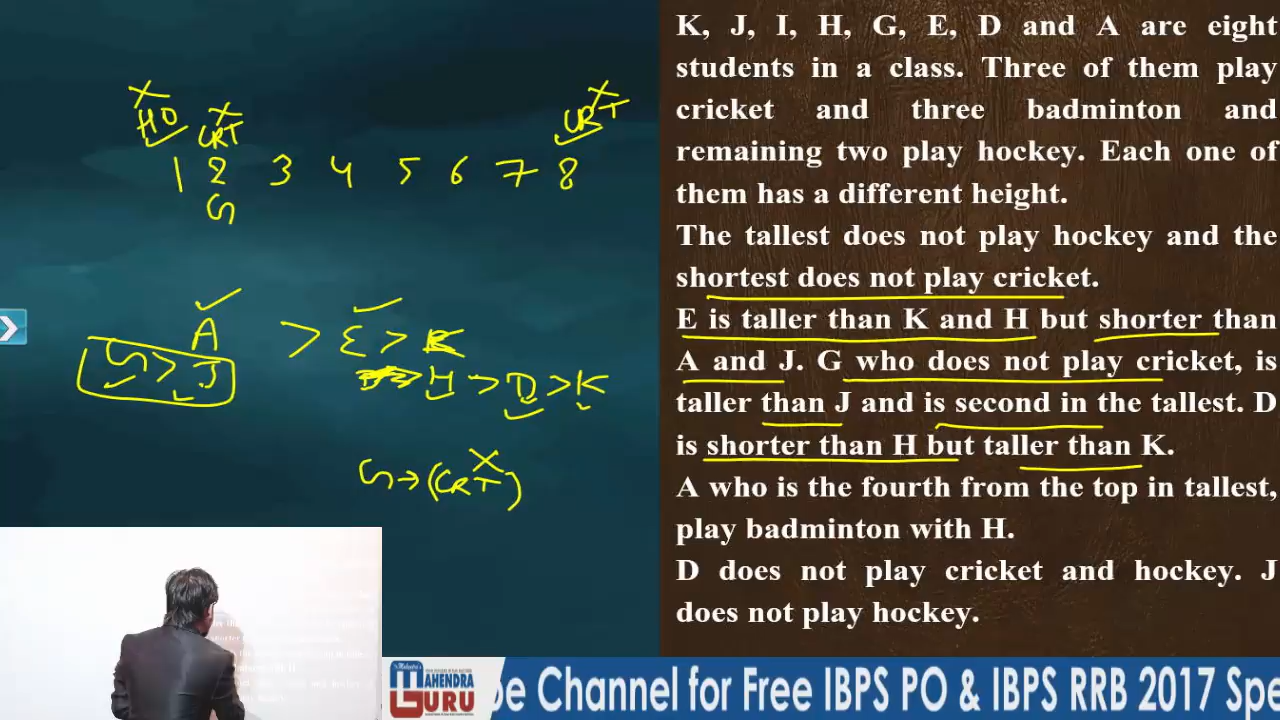 X
HO
X
CRT
X
CRT
1 2 3 4 5 6 7 8
G
A > E > K
G > J
H > D > K
G → (CRT)
X
K, J, I, H, G, E, D and A are eight
students in a class. Three of them play
cricket and three badminton and
remaining two play hockey. Each one of
them has a different height.
The tallest does not play hockey and the
shortest does not play cricket.
E is taller than K and H but shorter than
A and J. G who does not play cricket, is
taller than J and is second in the tallest. D
is shorter than H but taller than K.
A who is the fourth from the top in tallest,
play badminton with H.
D does not play cricket and hockey. J
does not play hockey.
MAHENDRA
GURU
be Channel for Free IBPS PO & IBPS RRB 2017 Spe